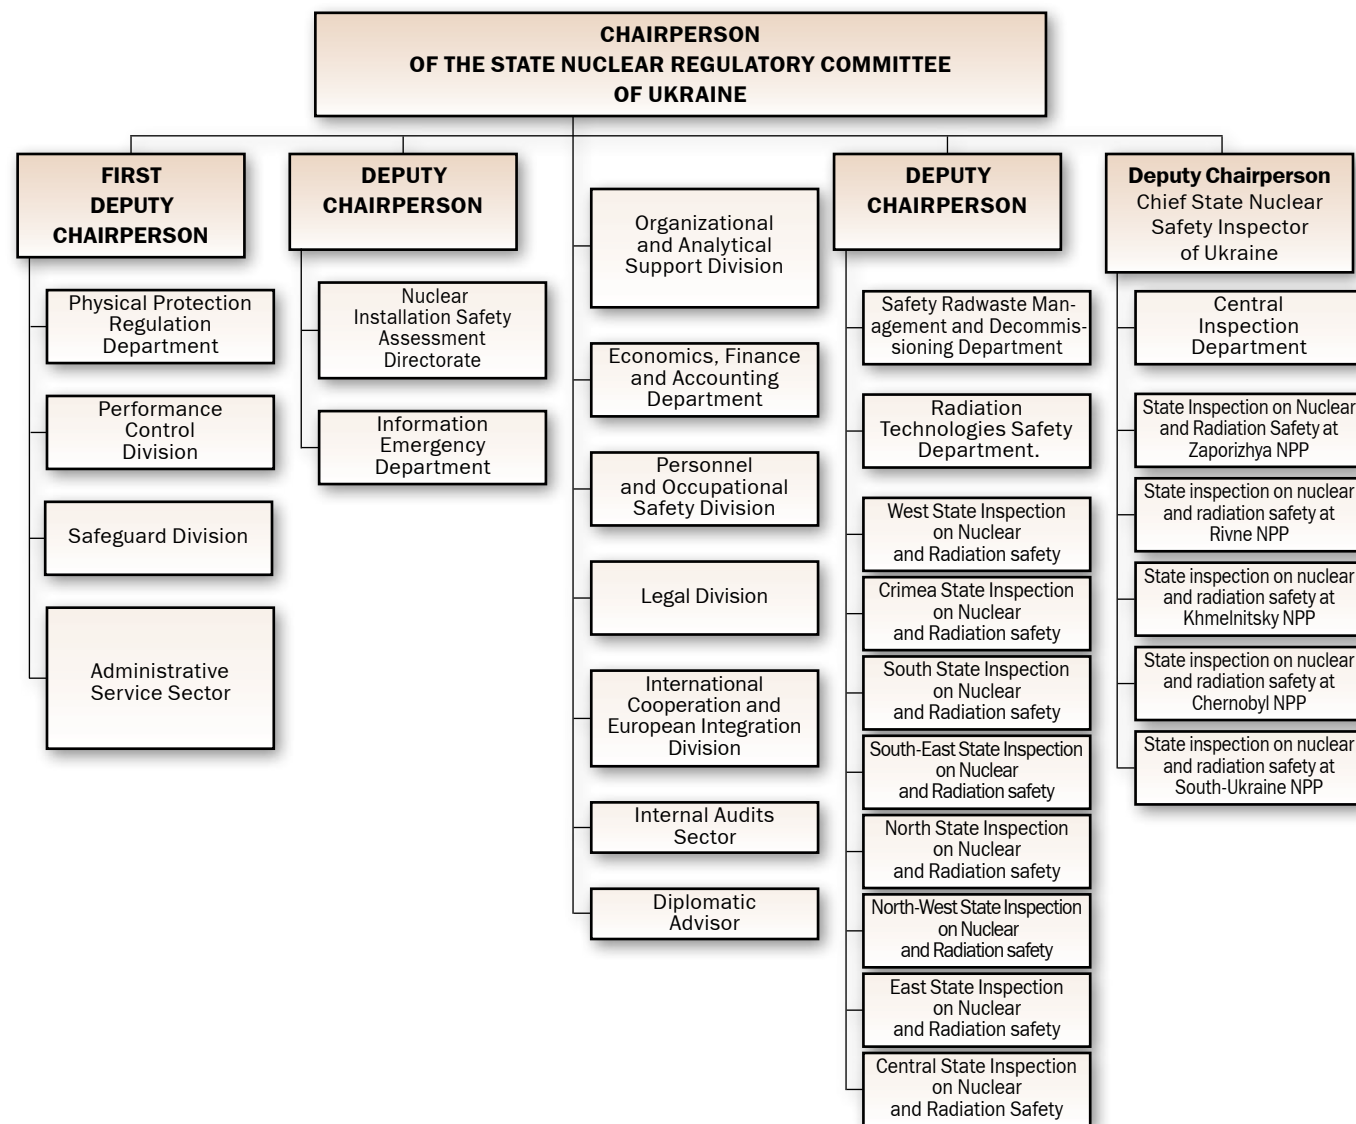 CHAIRPERSON
OF THE STATE NUCLEAR REGULATORY COMMITTEE
OF UKRAINE
FIRST
DEPUTY
CHAIRPERSON
Physical Protection
Regulation
Department
Performance
Control
Division
Safeguard Division
Administrative
Service Sector
DEPUTY
CHAIRPERSON
Nuclear
Installation Safety
Assessment
Directorate
Information
Emergency
Department
Organizational
and Analytical
Support Division
Economics, Finance
and Accounting
Department
Personnel
and Occupational
Safety Division
Legal Division
International
Cooperation and
European Integration
Division
Internal Audits
Sector
Diplomatic
Advisor
DEPUTY
CHAIRPERSON
Safety Radwaste Man-
agement and Decommis-
sioning Department
Radiation
Technologies Safety
Department.
West State Inspection
on Nuclear
and Radiation safety
Crimea State Inspection
on Nuclear
and Radiation safety
South State Inspection
on Nuclear
and Radiation safety
South-East State Inspection
on Nuclear
and Radiation safety
North State Inspection
on Nuclear
and Radiation safety
North-West State Inspection
on Nuclear
and Radiation safety
East State Inspection
on Nuclear
and Radiation safety
Central State Inspection
on Nuclear
and Radiation Safety
Deputy Chairperson
Chief State Nuclear
Safety Inspector
of Ukraine
Central
Inspection
Department
State Inspection on Nuclear
and Radiation Safety at
Zaporizhya NPP
State inspection on nuclear
and radiation safety at
Rivne NPP
State inspection on nuclear
and radiation safety at
Khmelnitsky NPP
State inspection on nuclear
and radiation safety at
Chernobyl NPP
State inspection on nuclear
and radiation safety at
South-Ukraine NPP